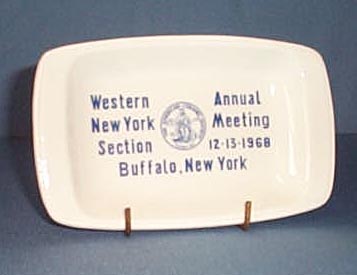 Western Annual
New York Meeting
Section 12-13-1968
Buffalo, New York